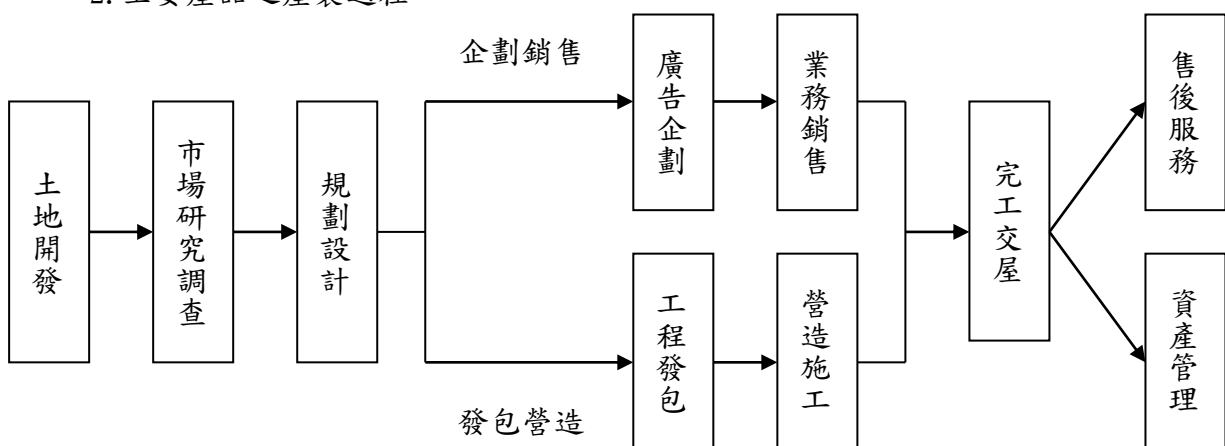 2. 主要產品之產製過程
企劃銷售
廣告企劃
業務銷售
售後服務
土地開發
市場研究調查
規劃設計
完工交屋
工程發包
營造施工
資產管理
發包營造